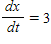 dx/dt = 3